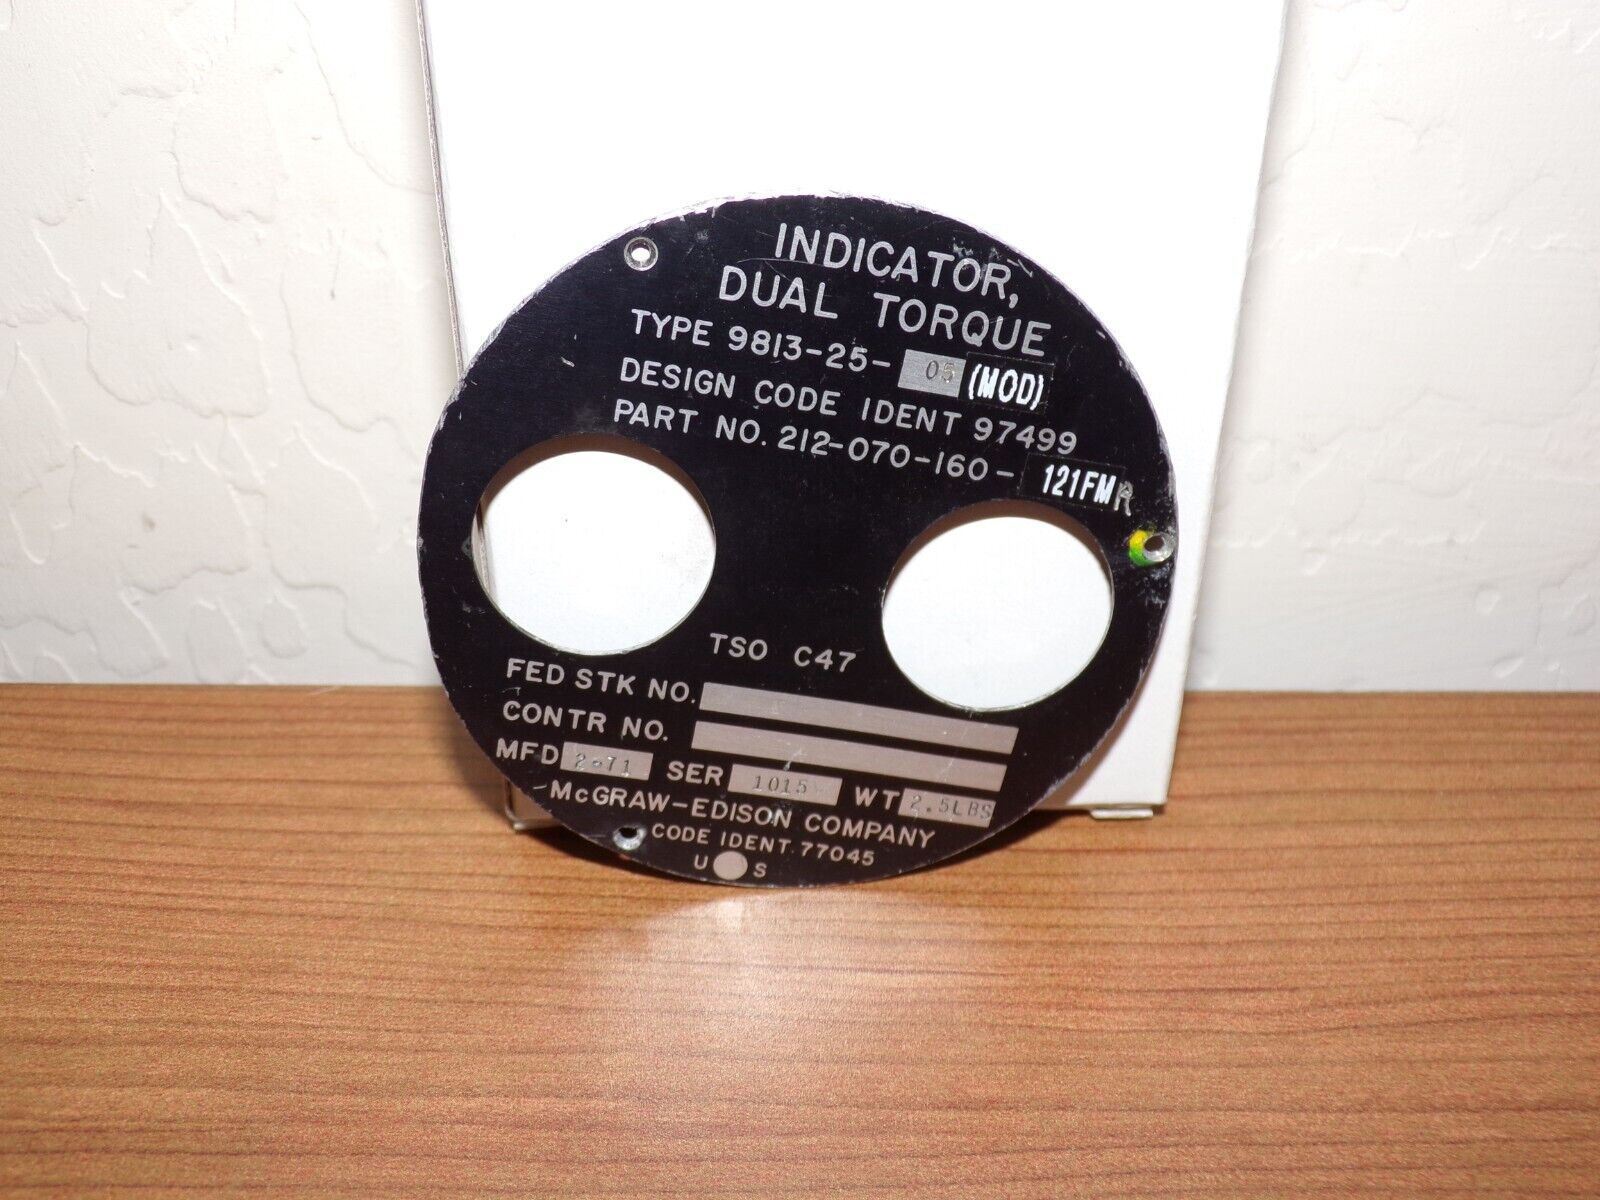 INDICATOR,
DUAL TORQUE
TYPE 9813-25- 05 (MOD)
DESIGN CODE IDENT 97499
PART NO. 212-070-160- 121FMR
TSO C47
FED STK NO.
CONTR NO.
MFD 2-71 SER 1015 WT 2.5LBS
McGRAW-EDISON COMPANY
CODE IDENT. 77045
U S